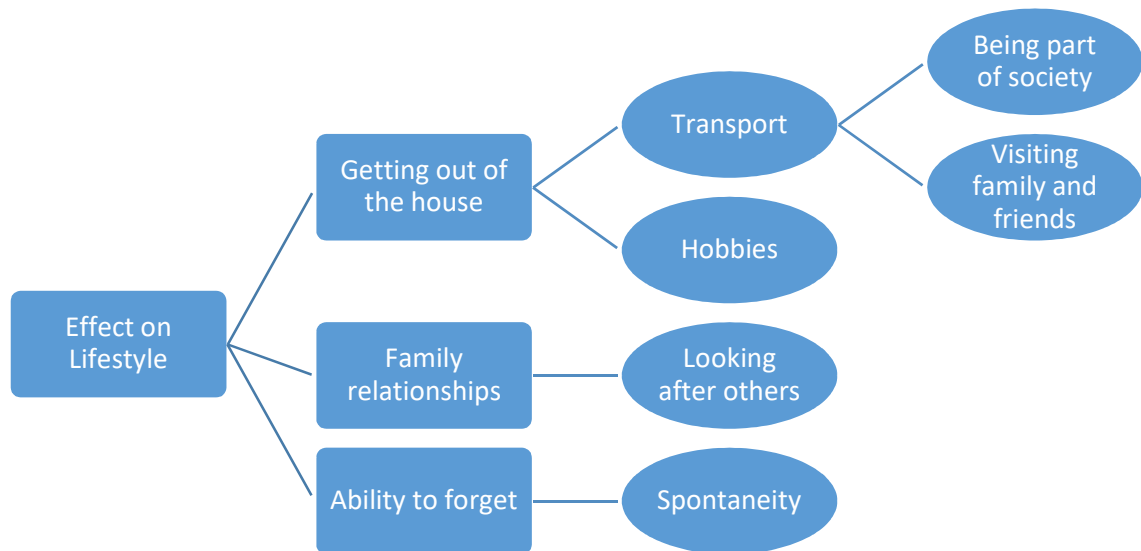 Effect on
Lifestyle
Getting out of
the house
Transport
Being part
of society
Visiting
family and
friends
Hobbies
Family
relationships
Looking
after others
Ability to forget
Spontaneity